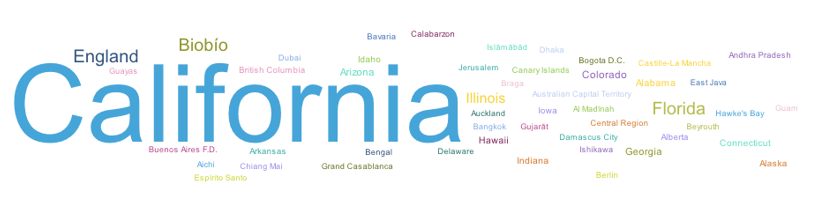 Bavaria
Calabarzon
England
Biobío
Islāmābād
Dhaka
Dubai
Idaho
Bogota D.C.
Castille-La Mancha
Andhra Pradesh
Guayas
British Columbia
Arizona
Jerusalem
Canary Islands
Colorado
Braga
Alabama
East Java
California
Illinois
Australian Capital Territory
Auckland
Iowa
Al Madīnah
Florida
Hawke's Bay
Guam
Bangkok
Gujarāt
Central Region
Beyrouth
Hawaii
Damascus City
Alberta
Connecticut
Buenos Aires F.D.
Arkansas
Bengal
Delaware
Ishikawa
Georgia
Aichi
Chiang Mai
Grand Casablanca
Indiana
Alaska
Espírito Santo
Berlin